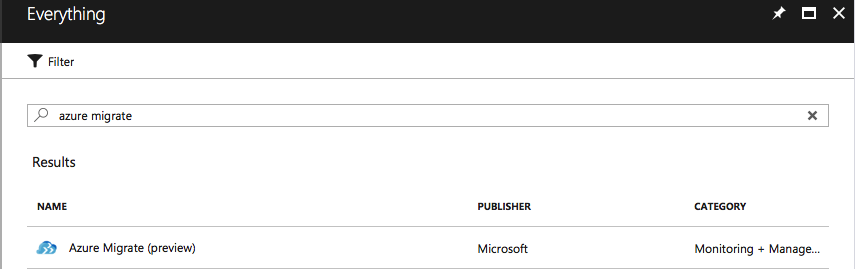 Everything
Filter
azure migrate
Results
NAME PUBLISHER CATEGORY
Azure Migrate (preview) Microsoft Monitoring + Manage...